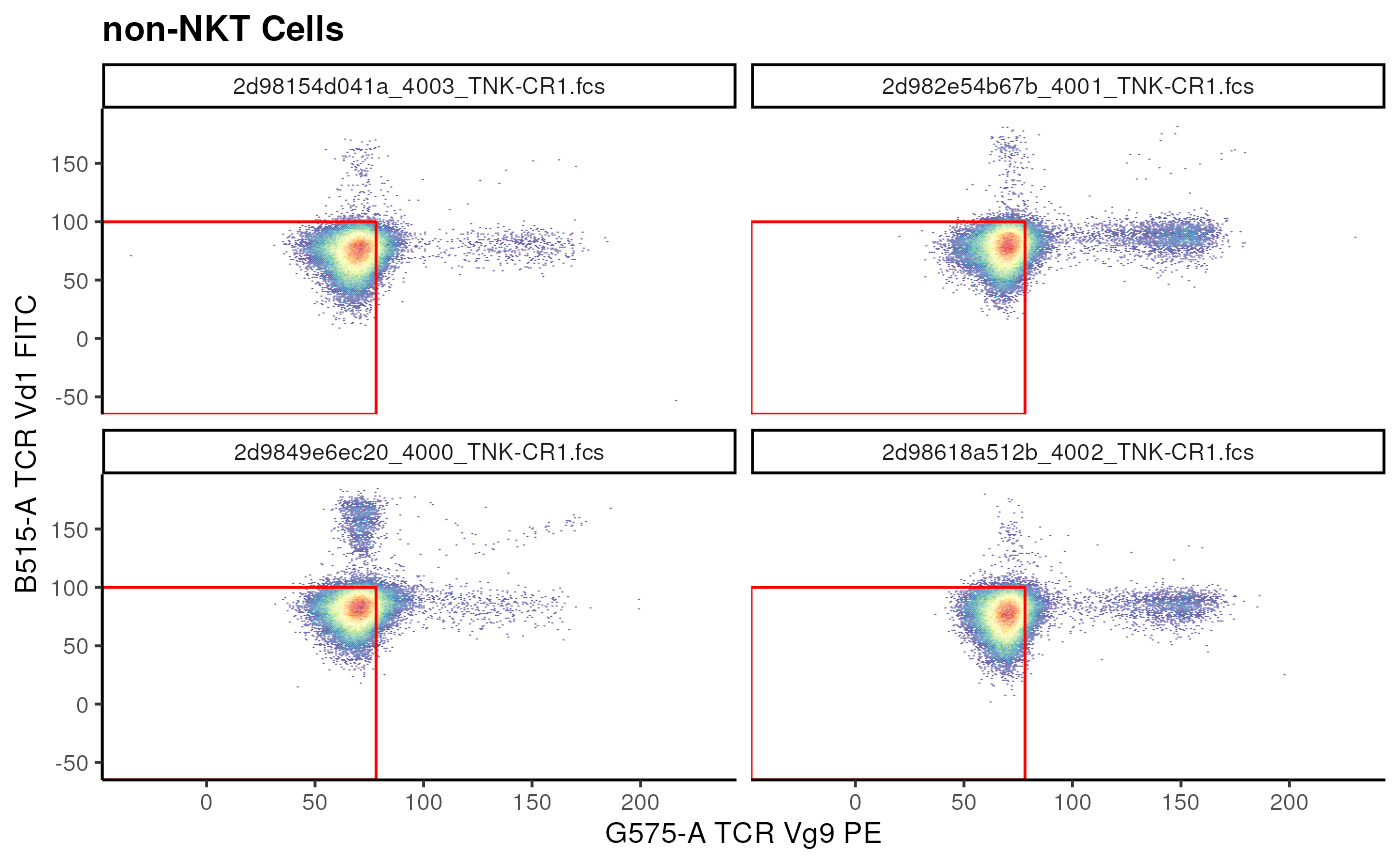 non-NKT Cells
2d98154d041a_4003_TNK-CR1.fcs
2d982e54b67b_4001_TNK-CR1.fcs
150
100
50
0
-50
2d9849e6ec20_4000_TNK-CR1.fcs
2d98618a512b_4002_TNK-CR1.fcs
150
100
50
0
-50
0 50 100 150 200
0 50 100 150 200
G575-A TCR Vg9 PE
B515-A TCR Vd1 FITC